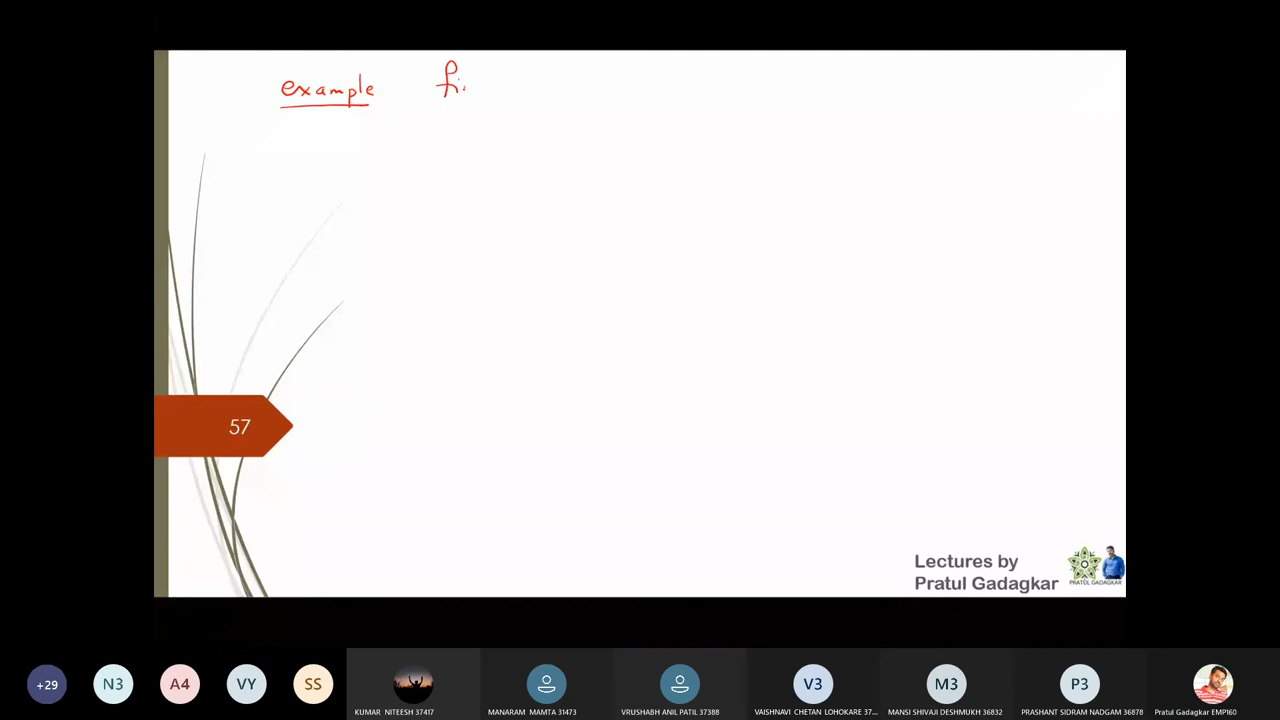 example fi
57
Lectures by
Pratul Gadagkar
PRATUL GADAGKAR
+29
N3
A4
VY
SS
V3
M3
P3
KUMAR NITEESH 37417
MANARAM MAMTA 31473
VRUSHABH ANIL PATIL 37388
VAISHNAVI CHETAN LOHOKARE 37...
MANSI SHIVAJI DESHMUKH 36832
PRASHANT SIDRAM NADGAM 36878
Pratul Gadagkar EMP160